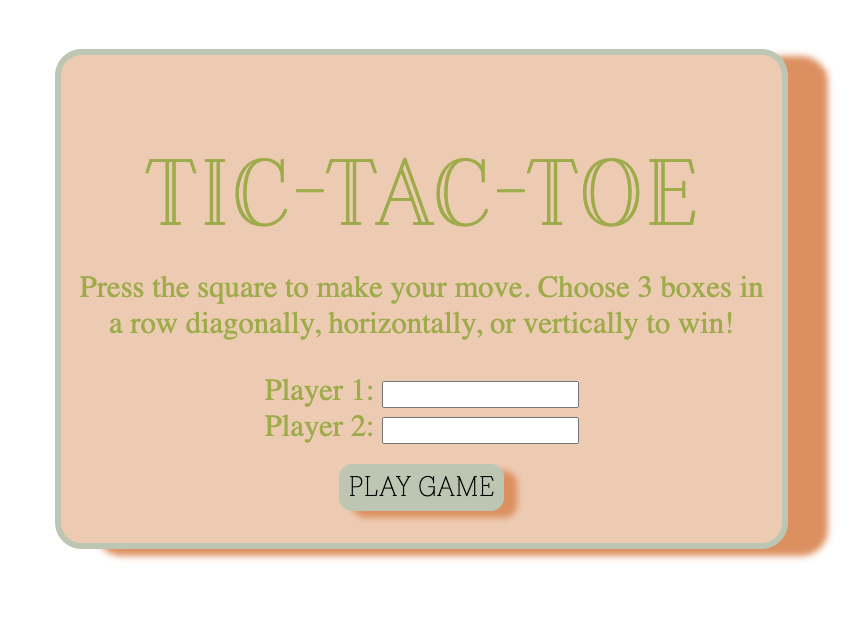 TIC-TAC-TOE
Press the square to make your move. Choose 3 boxes in
a row diagonally, horizontally, or vertically to win!
Player 1:
Player 2:
PLAY GAME